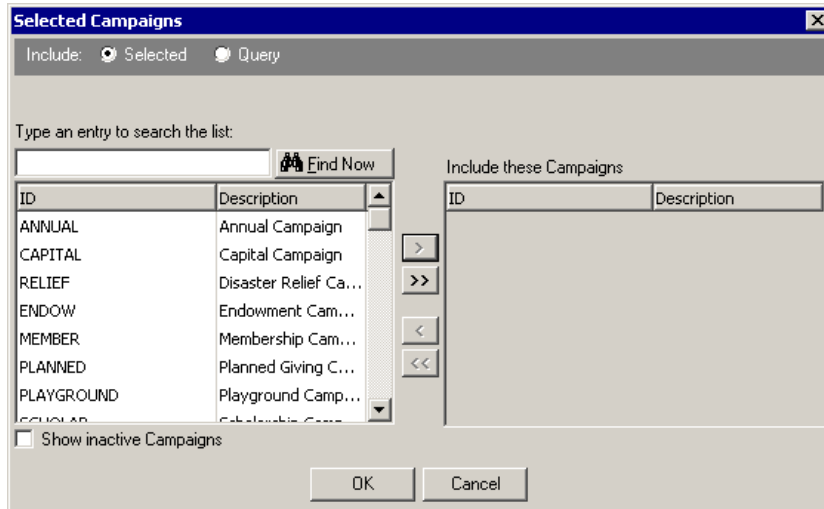 Selected Campaigns
Include: Selected Query
Type an entry to search the list:
Find Now
Include these Campaigns
ID Description ID Description
ANNUAL Annual Campaign
CAPITAL Capital Campaign
>
RELIEF Disaster Relief Ca...
>>
ENDOW Endowment Cam...
MEMBER Membership Cam...
<
PLANNED Planned Giving C...
<<
PLAYGROUND Playground Camp...
Show inactive Campaigns
OK Cancel